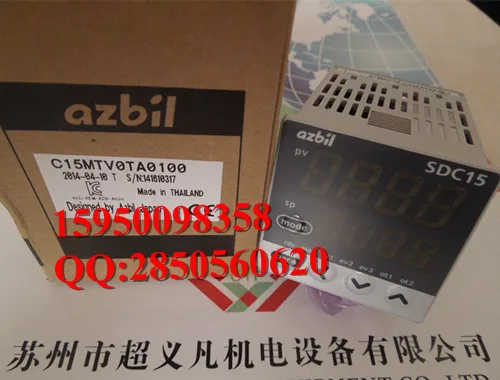 azbil
C15MTV0TA0100
2014-04-10 T S/N:141610317
Made in THAILAND
Designed by Azbil Japan
CE
azbil
SDC15
pv
sp
mode
ev2 ev3 ot1 ot2
15950098358
QQ:2850560620
苏州市超义凡机电设备有限公司